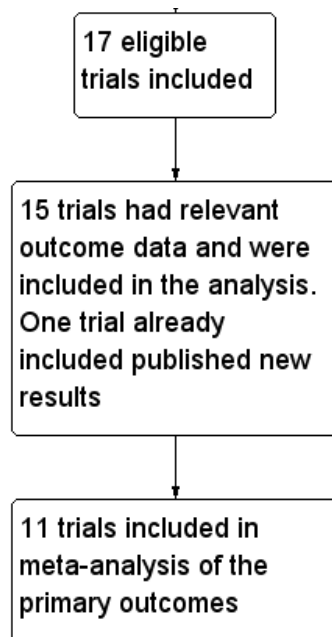 17 eligible
trials included
15 trials had relevant
outcome data and were
included in the analysis.
One trial already
included published new
results
11 trials included in
meta-analysis of the
primary outcomes